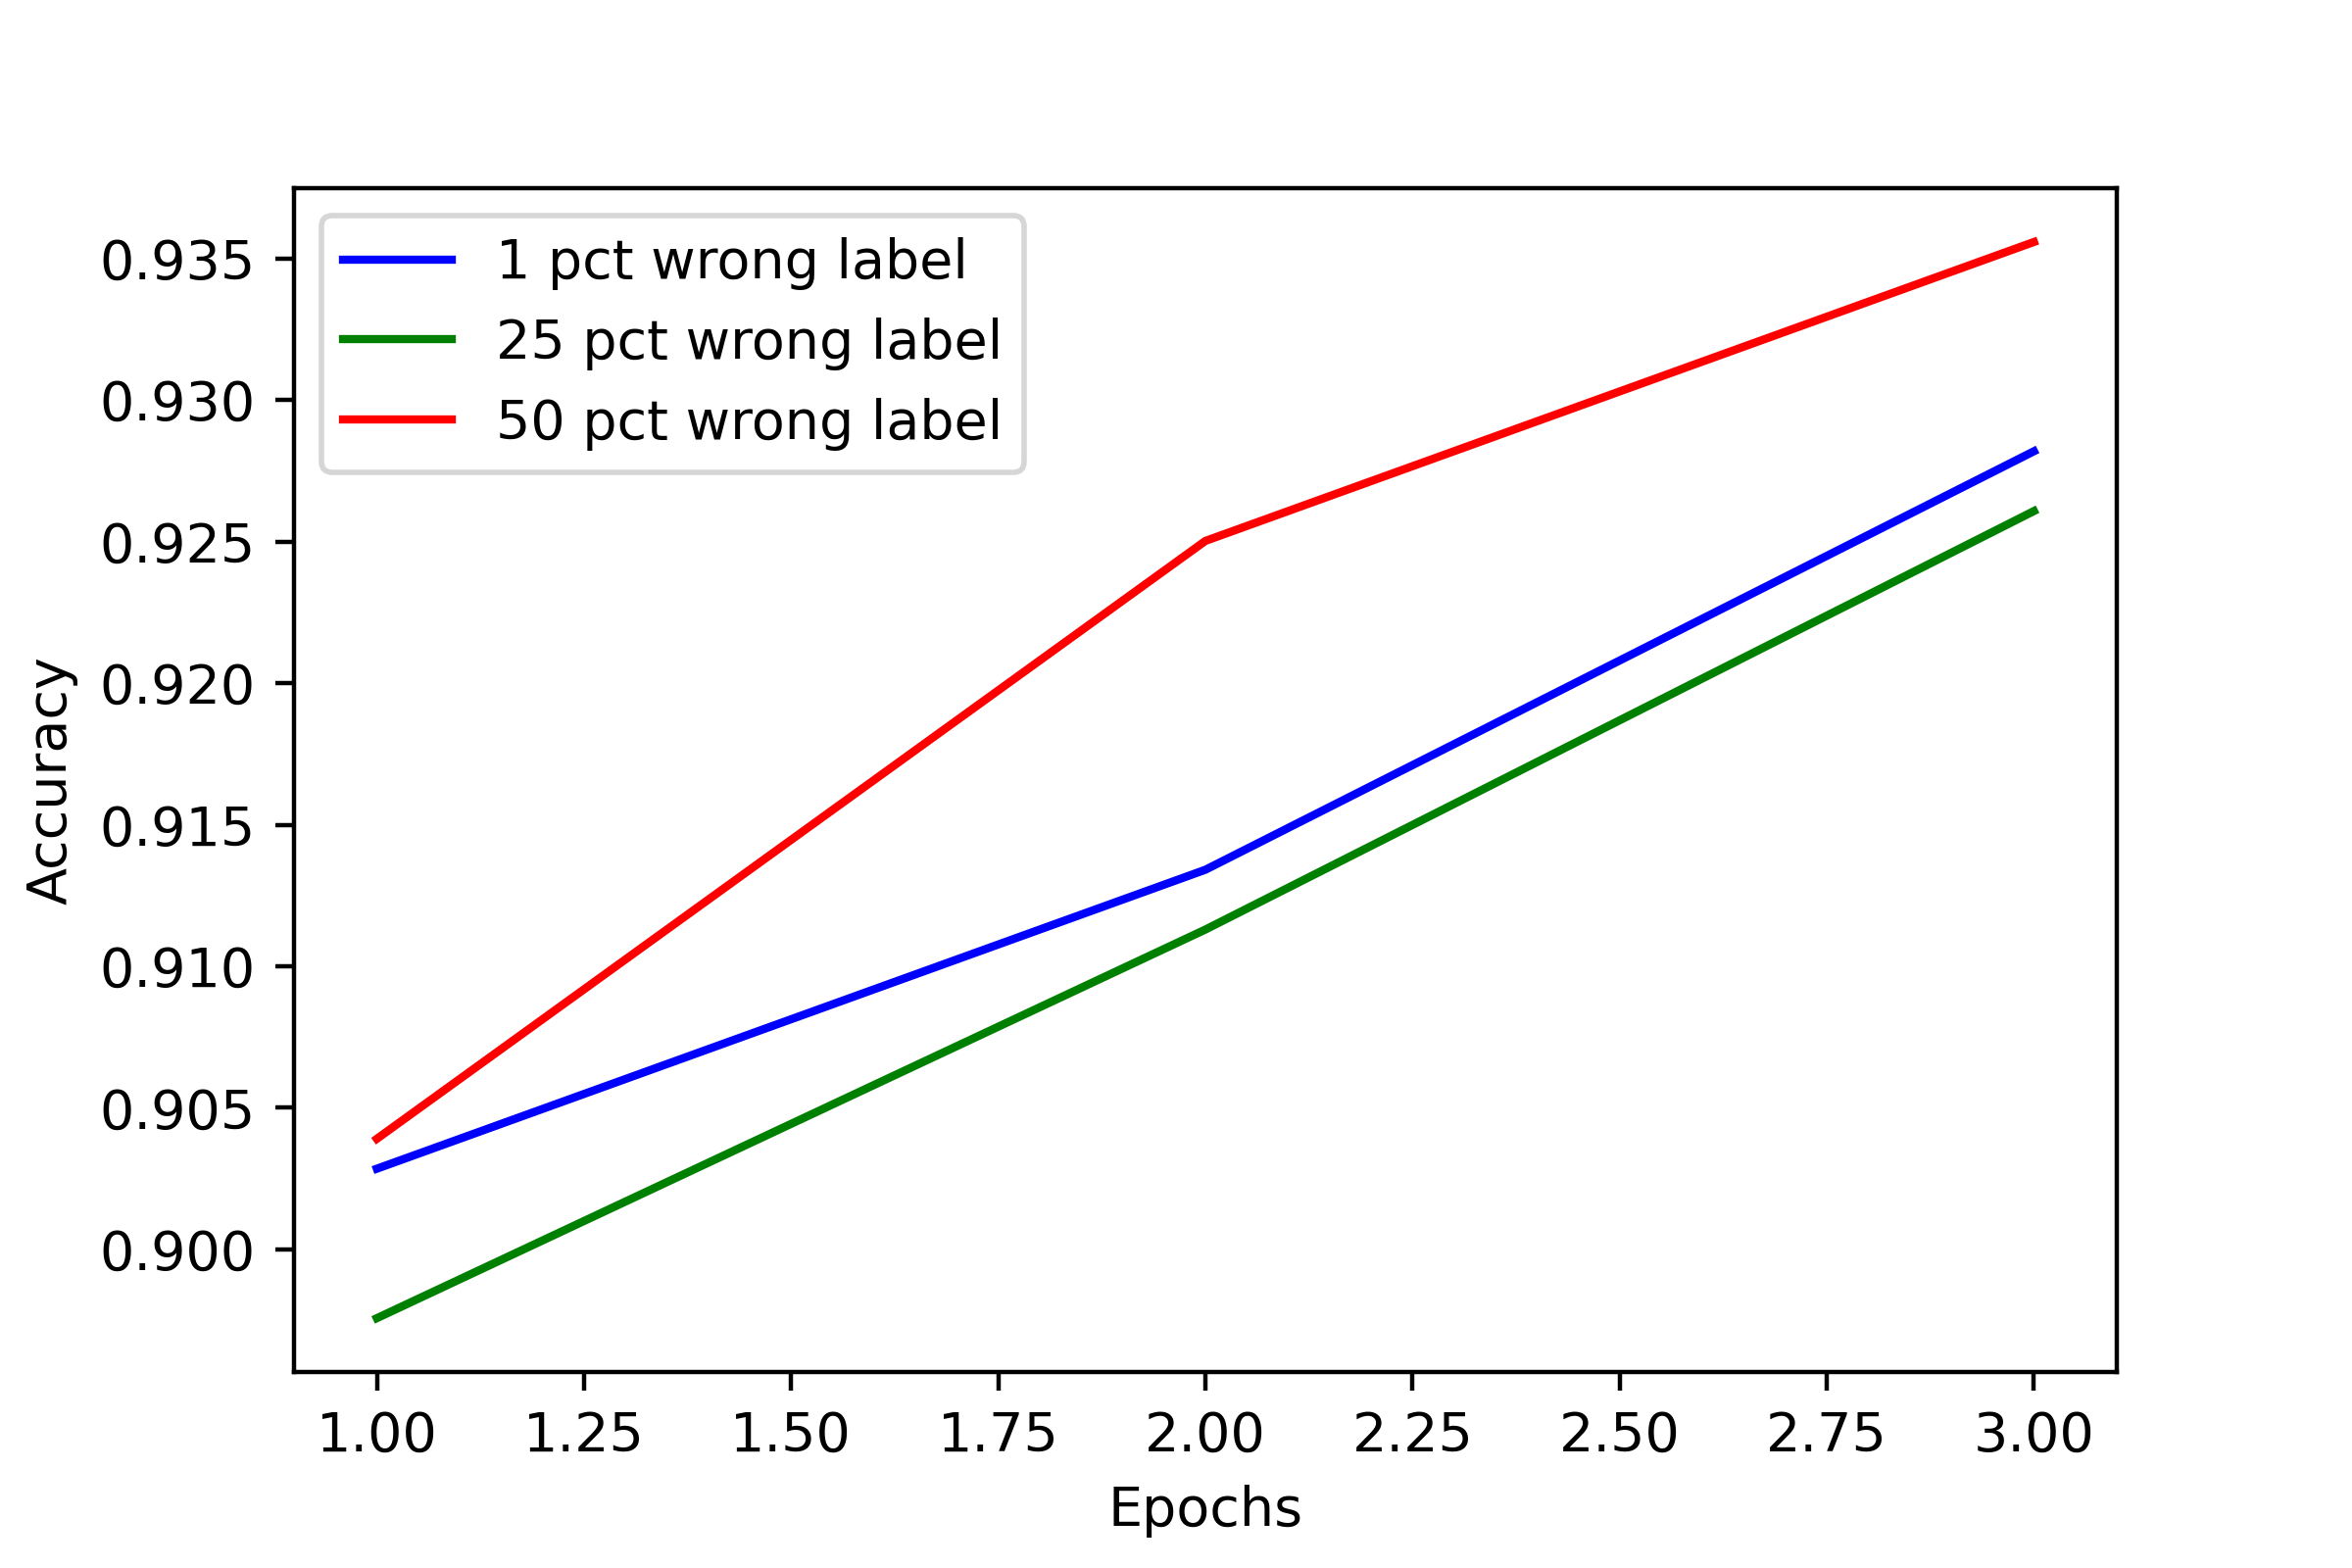 1 pct wrong label
25 pct wrong label
50 pct wrong label
0.935
0.930
0.925
0.920
0.915
0.910
0.905
0.900
Accuracy
1.00 1.25 1.50 1.75 2.00 2.25 2.50 2.75 3.00
Epochs